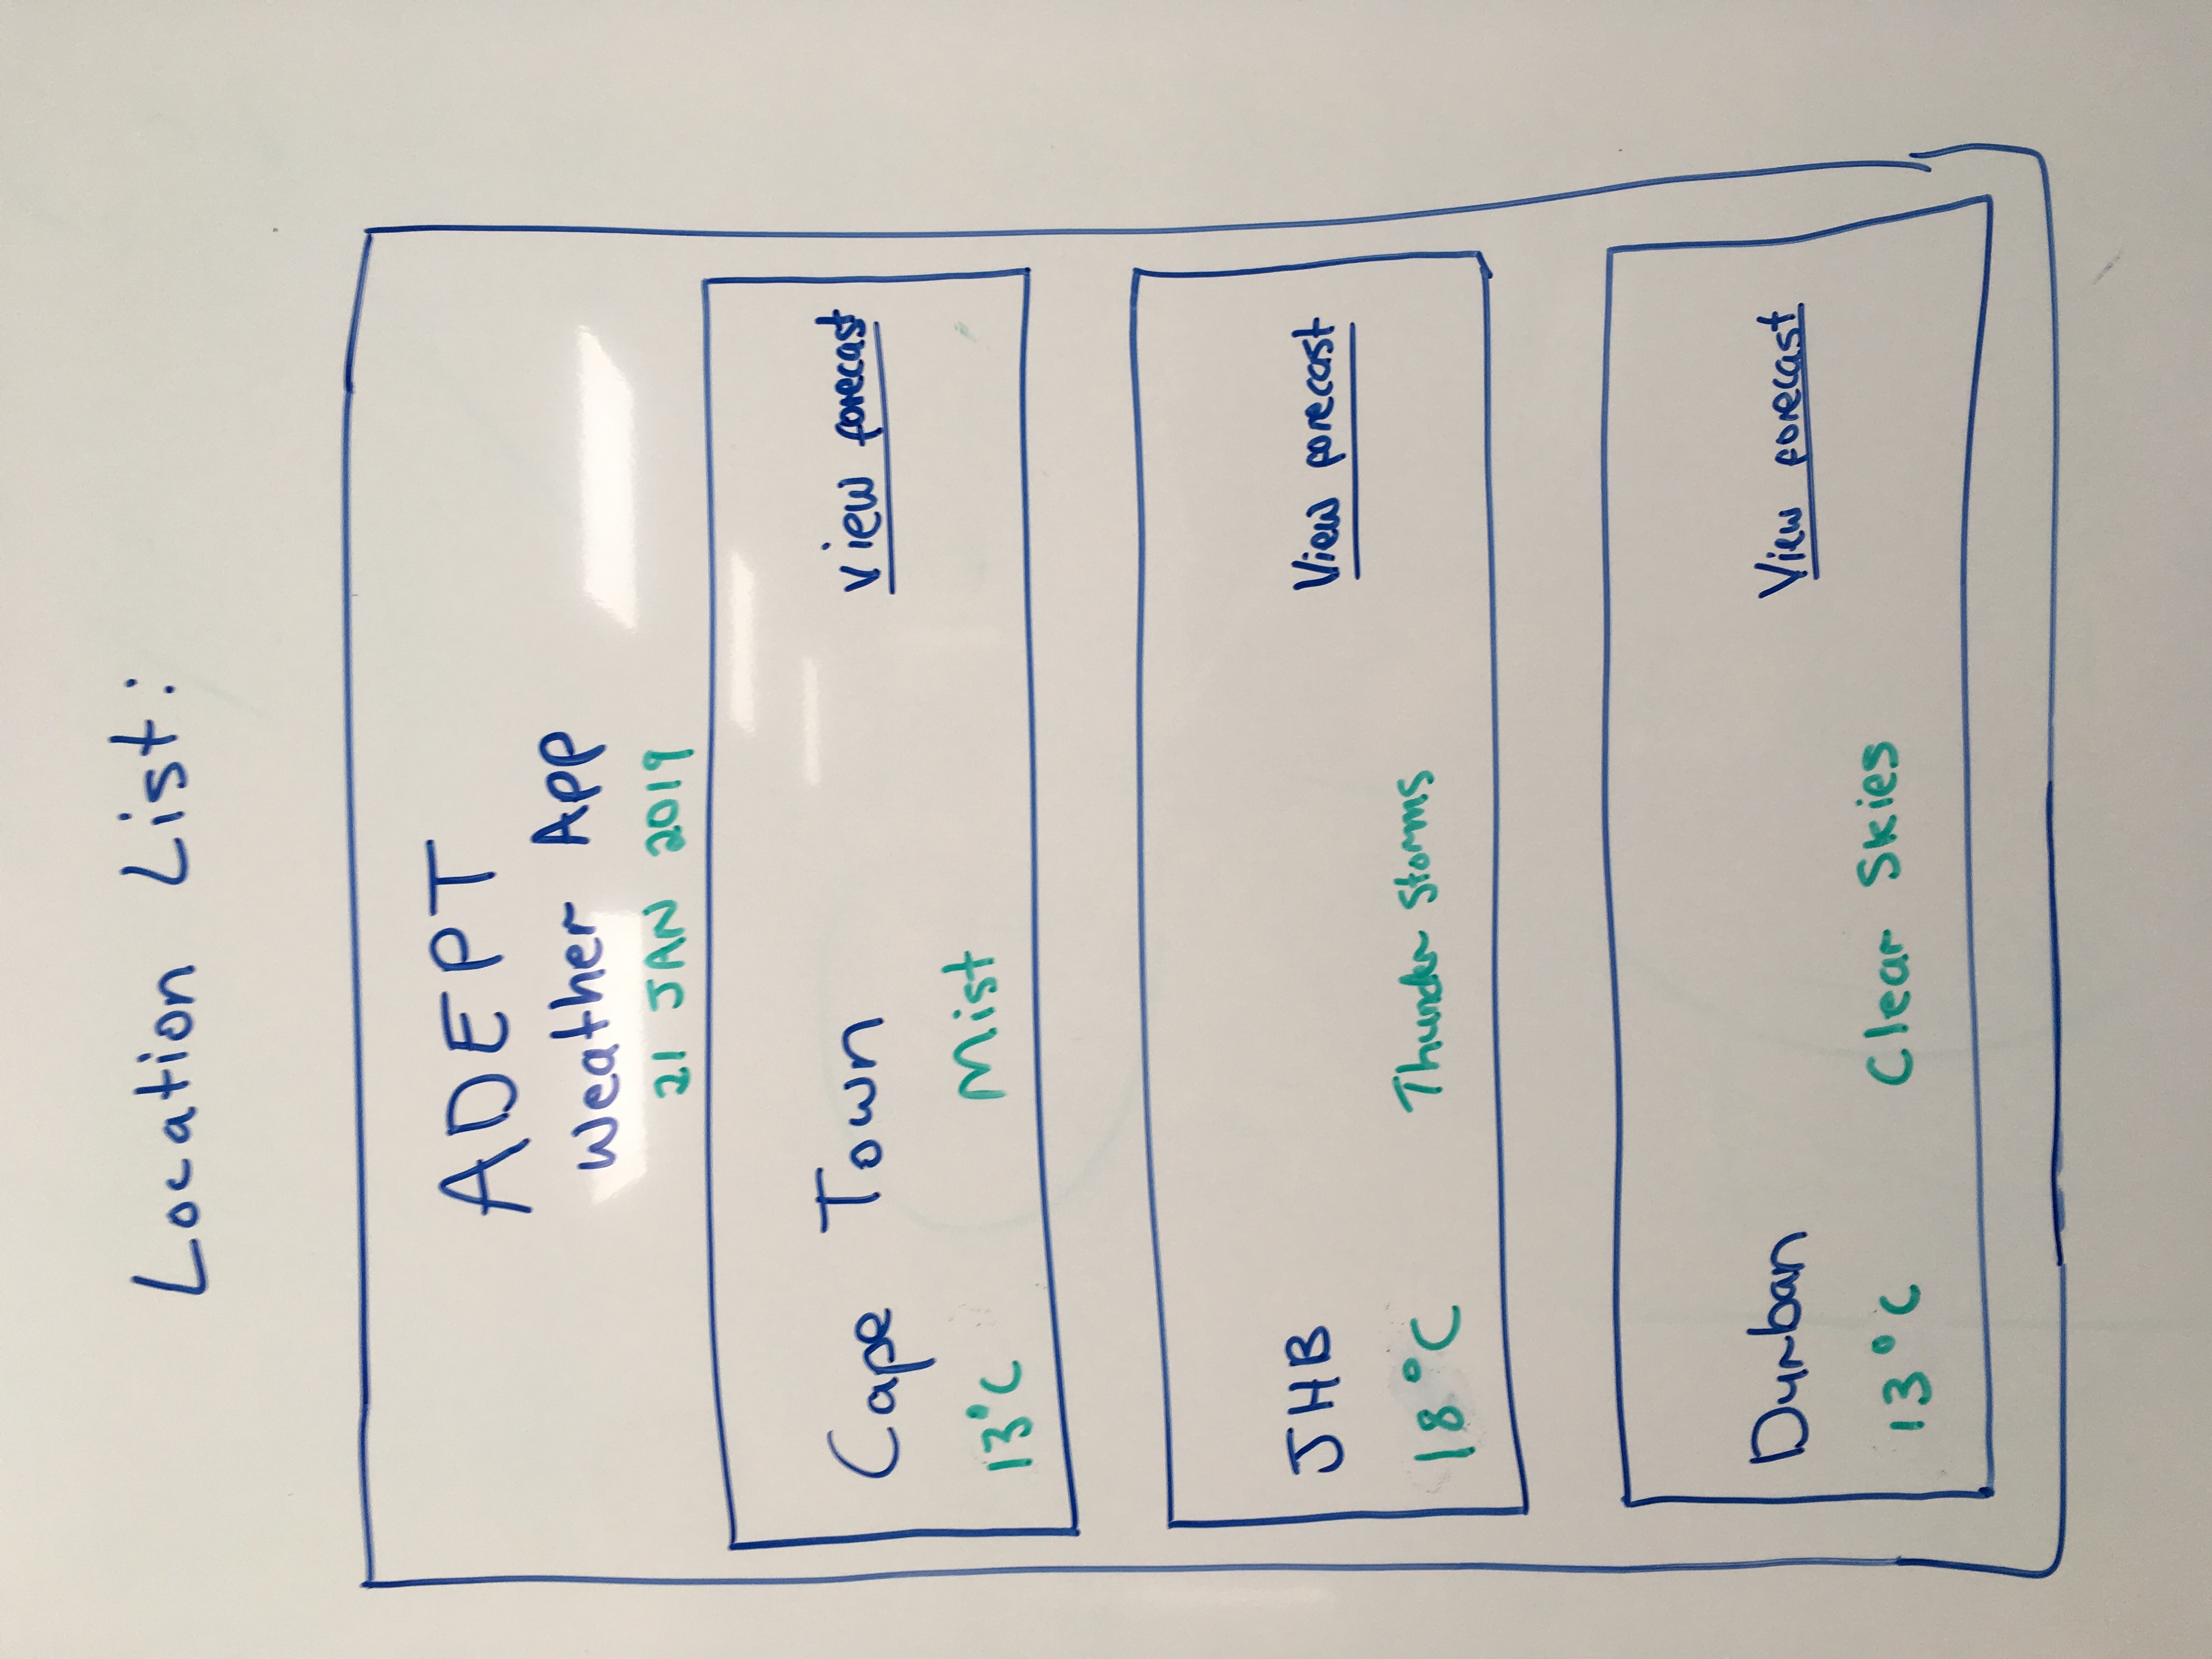 Location List:
ADEPT
Weather App
21 JAN 2019
Cape Town
View forecast
13°C
Mist
JHB
View forecast
18°C
Thunder Storms
Durban
View forecast
13°C
Clear Skies